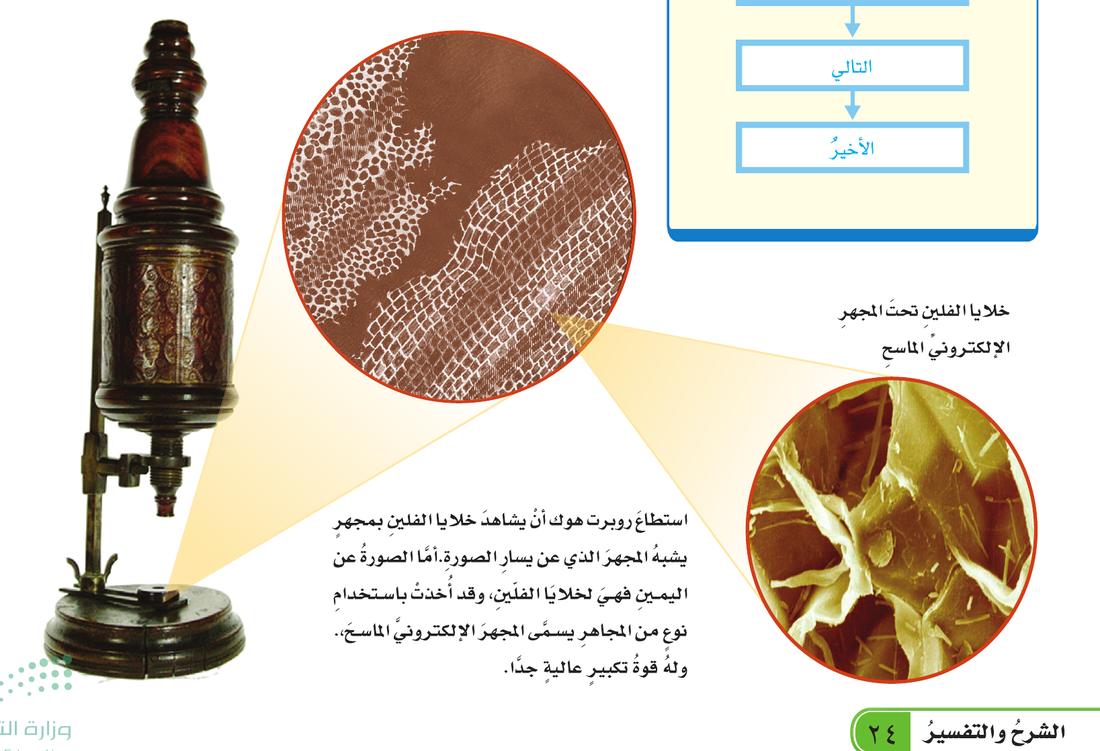 التالي
الأخيرُ
خلايا الفلينِ تحتَ المجهرِ
الإلكترونيِّ الماسحِ
استطاعَ روبرت هوك أنْ يشاهدَ خلايا الفلينِ بمجهرٍ
يشبهُ المجهرَ الذي عن يسارِ الصورةِ.أمَّا الصورةُ عن
اليمينِ فهيَ لخلايَا الفلّينِ، وقد أُخذتْ باستخدامِ
نوعٍ من المجاهرِ يسمَّى المجهرَ الإلكترونيَّ الماسحَ،.
ولهُ قوةُ تكبيرٍ عاليةٍ جدًّا.
الشرحُ والتفسيرُ ٢٤
وزارة